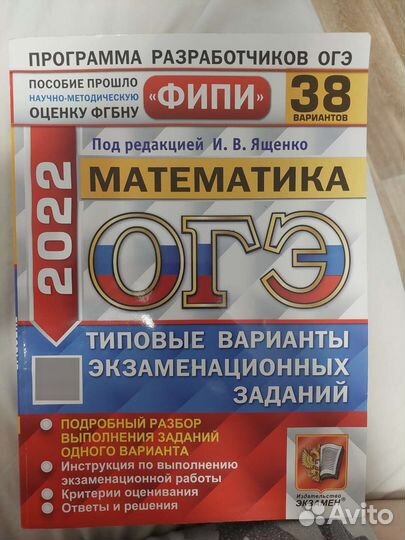 ПРОГРАММА РАЗРАБОТЧИКОВ ОГЭ
ПОСОБИЕ ПРОШЛО
НАУЧНО-МЕТОДИЧЕСКУЮ
ОЦЕНКУ ФГБНУ
«ФИПИ»
38
ВАРИАНТОВ
Под редакцией И. В. Ященко
2022
МАТЕМАТИКА
ОГЭ
ТИПОВЫЕ ВАРИАНТЫ
ЭКЗАМЕНАЦИОННЫХ
ЗАДАНИЙ
• ПОДРОБНЫЙ РАЗБОР
ВЫПОЛНЕНИЯ ЗАДАНИЙ
ОДНОГО ВАРИАНТА
• Инструкция по выполнению
экзаменационной работы
• Критерии оценивания
• Ответы и решения
Издательство
ЭКЗАМЕН
Avito